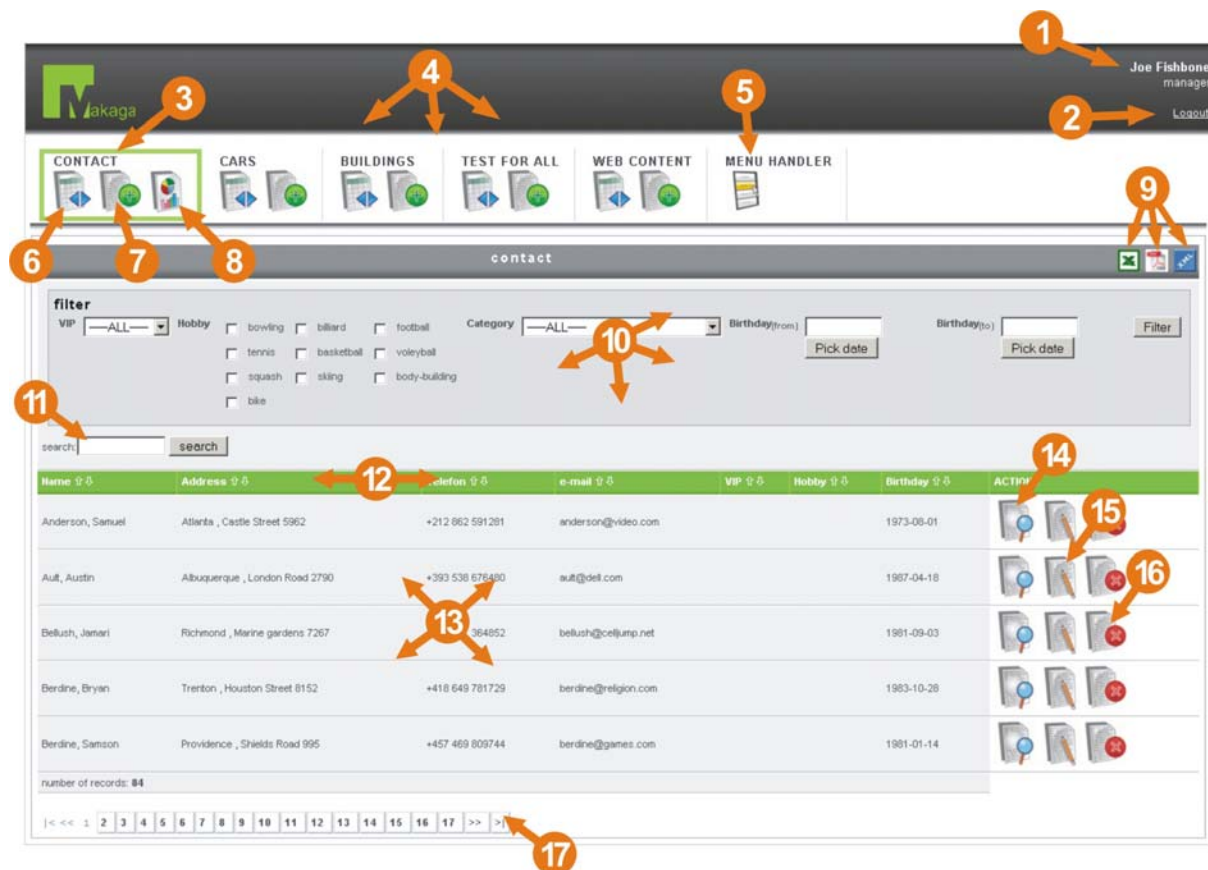 1
Joe Fishbone
manager
2
Logout
3
4
5
akaga
CONTACT
CARS
BUILDINGS
TEST FOR ALL
WEB CONTENT
MENU HANDLER
6
7
8
9
contact
XML
filter
VIP -----ALL----- Hobby bowling billiard football Category -----ALL----- Birthday(from) Birthday(to) Filter
10
Pick date Pick date
tennis basketball voleyball
squash skiing body-building
bike
11
search: search
Name Address 12 telefon e-mail VIP Hobby Birthday
14
Anderson, Samuel Atlanta , Castle Street 5962 +212 862 591281 anderson@video.com 1973-08-01
15
Ault, Austin Albuquerque , London Road 2790 +393 538 676480 ault@dell.com 1987-04-18
16
Bellush, Jamari Richmond , Marine gardens 7267 13 364852 bellush@celljump.net 1981-09-03
Berdine, Bryan Trenton , Houston Street 8152 +418 649 781729 berdine@religion.com 1983-10-28
Berdine, Samson Providence , Shields Road 995 +457 469 809744 berdine@games.com 1981-01-14
number of records: 84
|< << 1 2 3 4 5 6 7 8 9 10 11 12 13 14 15 16 17 >> >|
17